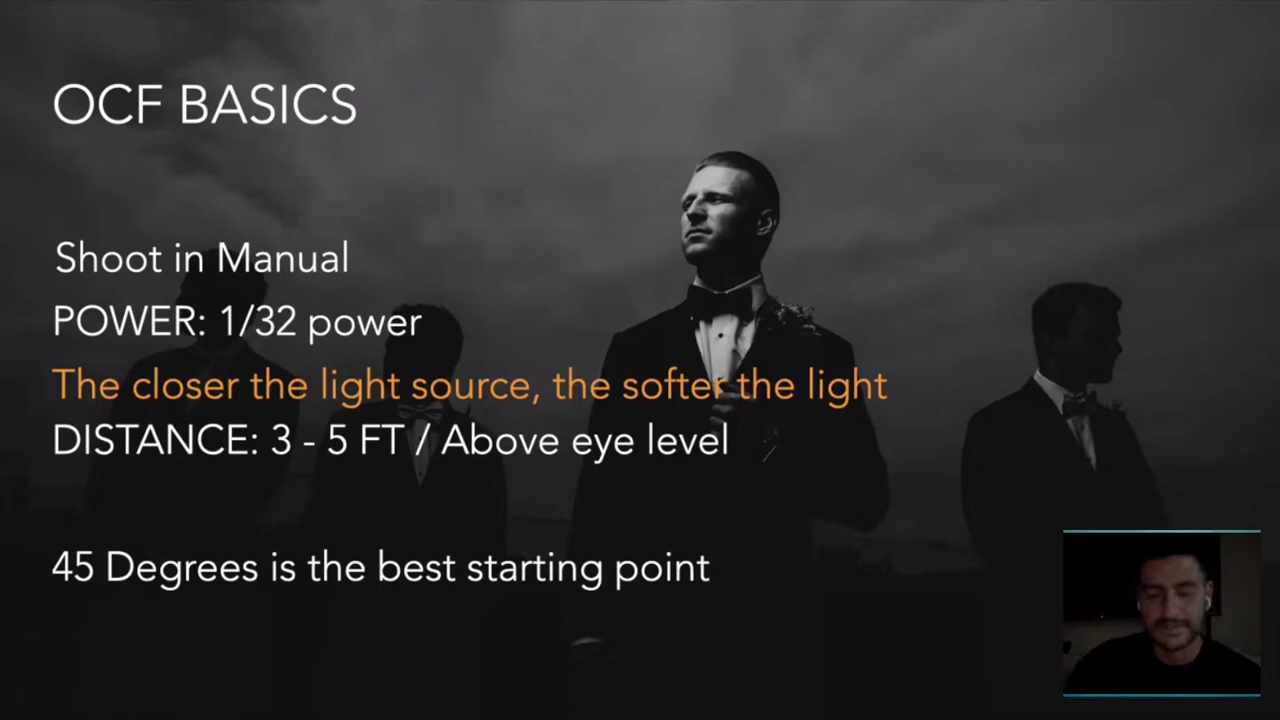 OCF BASICS
Shoot in Manual
POWER: 1/32 power
The closer the light source, the softer the light
DISTANCE: 3 - 5 FT / Above eye level
45 Degrees is the best starting point